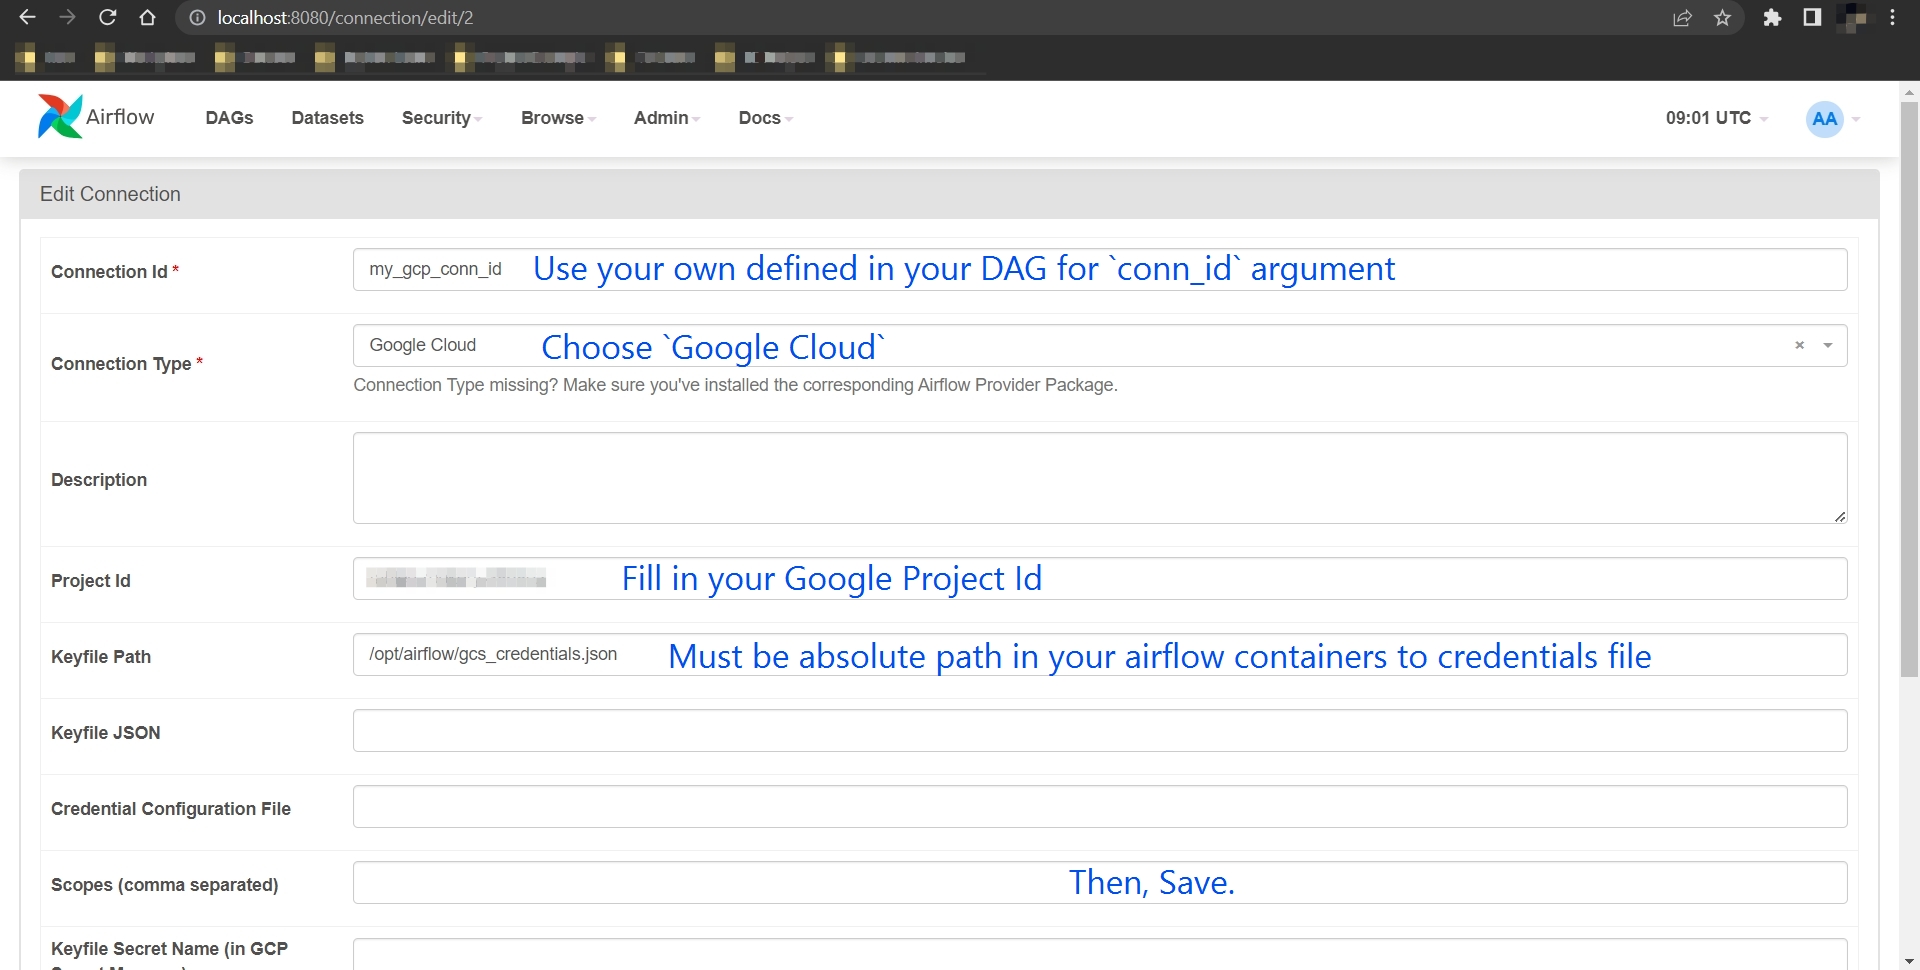 localhost:8080/connection/edit/2
Airflow DAGs Datasets Security Browse Admin Docs 09:01 UTC AA
Edit Connection
Connection Id * my_gcp_conn_id Use your own defined in your DAG for `conn_id` argument
Connection Type * Google Cloud Choose `Google Cloud` × 
Connection Type missing? Make sure you've installed the corresponding Airflow Provider Package.
Description
Project Id Fill in your Google Project Id
Keyfile Path /opt/airflow/gcs_credentials.json Must be absolute path in your airflow containers to credentials file
Keyfile JSON
Credential Configuration File
Scopes (comma separated) Then, Save.
Keyfile Secret Name (in GCP